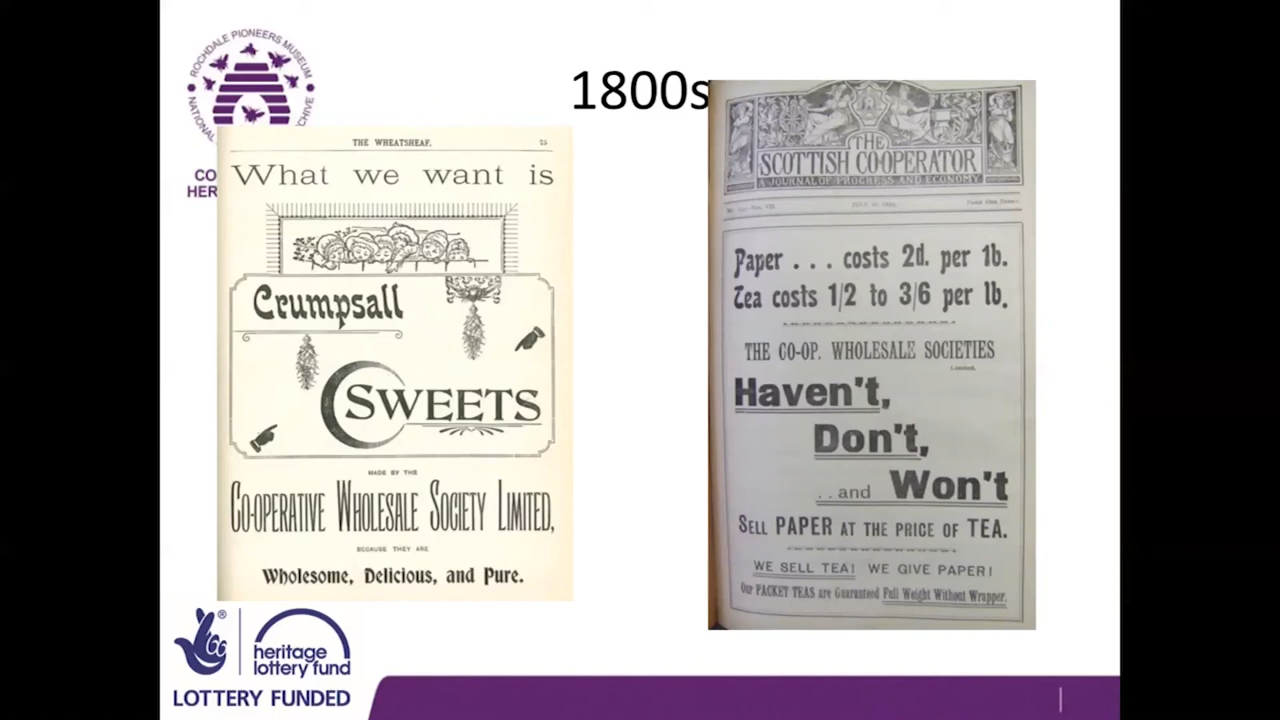 ROCHDALE PIONEERS MUSEUM
NATIONAL
CHIVE
CO
HER
1800s
THE WHEATSHEAF. 25
What we want is
Crumpsall
SWEETS
MADE BY THE
CO-OPERATIVE WHOLESALE SOCIETY LIMITED,
BECAUSE THEY ARE
Wholesome, Delicious, and Pure.
THE
SCOTTISH CO-OPERATOR
A JOURNAL OF PROGRESS AND ECONOMY.
Paper . . . costs 2d. per lb.
Tea costs 1/2 to 3/6 per lb.
THE CO-OP. WHOLESALE SOCIETIES
Limited,
Haven't,
Don't,
. . and Won't
SELL PAPER AT THE PRICE OF TEA.
WE SELL TEA! WE GIVE PAPER!
Our PACKET TEAS are Guaranteed Full Weight Without Wrapper.
heritage
lottery fund
LOTTERY FUNDED